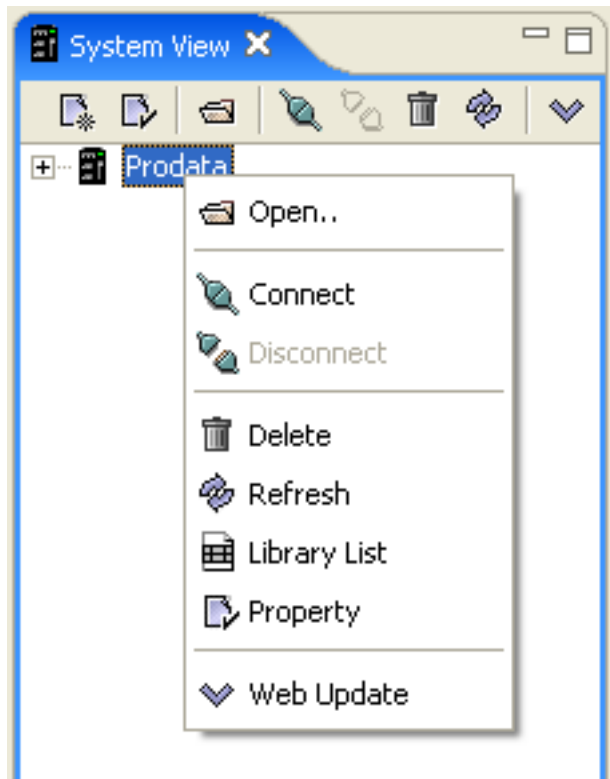 System View
Prodata
Open..
Connect
Disconnect
Delete
Refresh
Library List
Property
Web Update